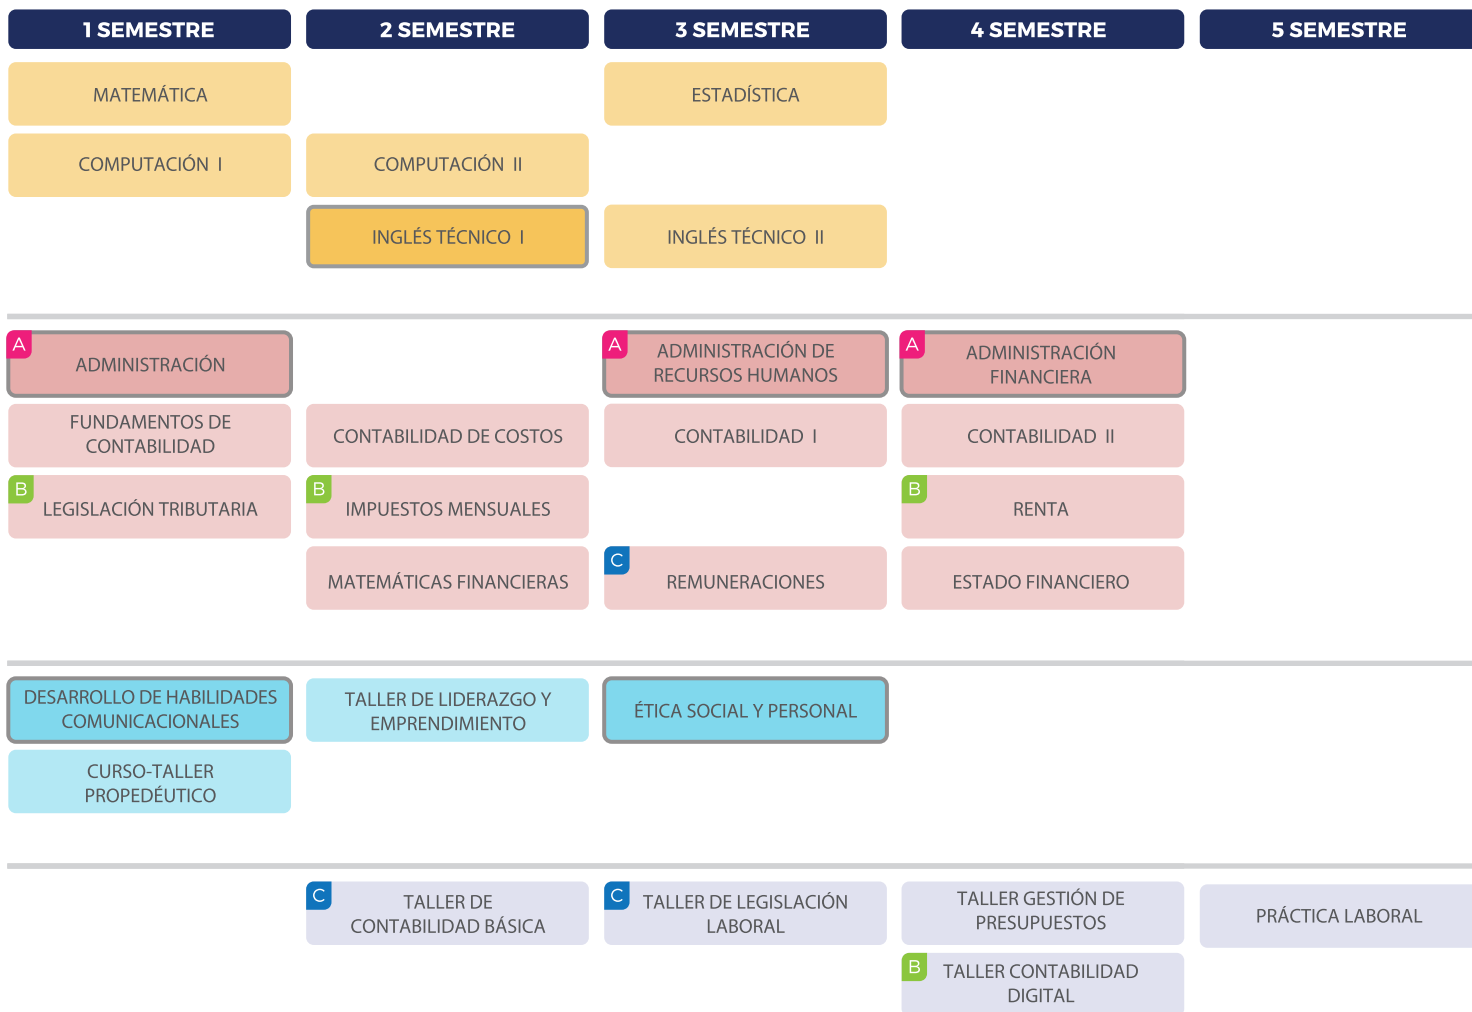 1 SEMESTRE
2 SEMESTRE
3 SEMESTRE
4 SEMESTRE
5 SEMESTRE
MATEMÁTICA
ESTADÍSTICA
COMPUTACIÓN I
COMPUTACIÓN II
INGLÉS TÉCNICO I
INGLÉS TÉCNICO II
A
ADMINISTRACIÓN
A
ADMINISTRACIÓN DE
RECURSOS HUMANOS
A
ADMINISTRACIÓN
FINANCIERA
FUNDAMENTOS DE
CONTABILIDAD
CONTABILIDAD DE COSTOS
CONTABILIDAD I
CONTABILIDAD II
B
LEGISLACIÓN TRIBUTARIA
B
IMPUESTOS MENSUALES
B
RENTA
MATEMÁTICAS FINANCIERAS
C
REMUNERACIONES
ESTADO FINANCIERO
DESARROLLO DE HABILIDADES
COMUNICACIONALES
TALLER DE LIDERAZGO Y
EMPRENDIMIENTO
ÉTICA SOCIAL Y PERSONAL
CURSO-TALLER
PROPEDÉUTICO
C
TALLER DE
CONTABILIDAD BÁSICA
C
TALLER DE LEGISLACIÓN
LABORAL
TALLER GESTIÓN DE
PRESUPUESTOS
PRÁCTICA LABORAL
B
TALLER CONTABILIDAD
DIGITAL